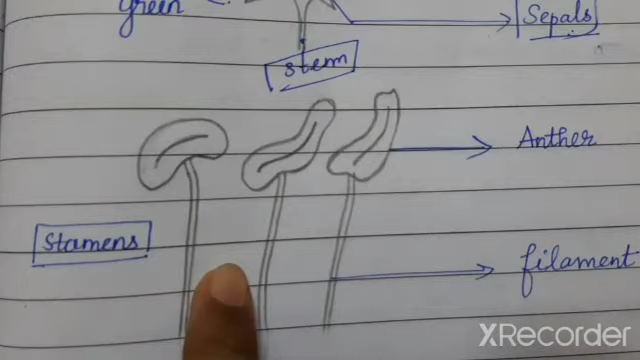 green
Sepals
stem
Anther
Stamens
filament
XRecorder